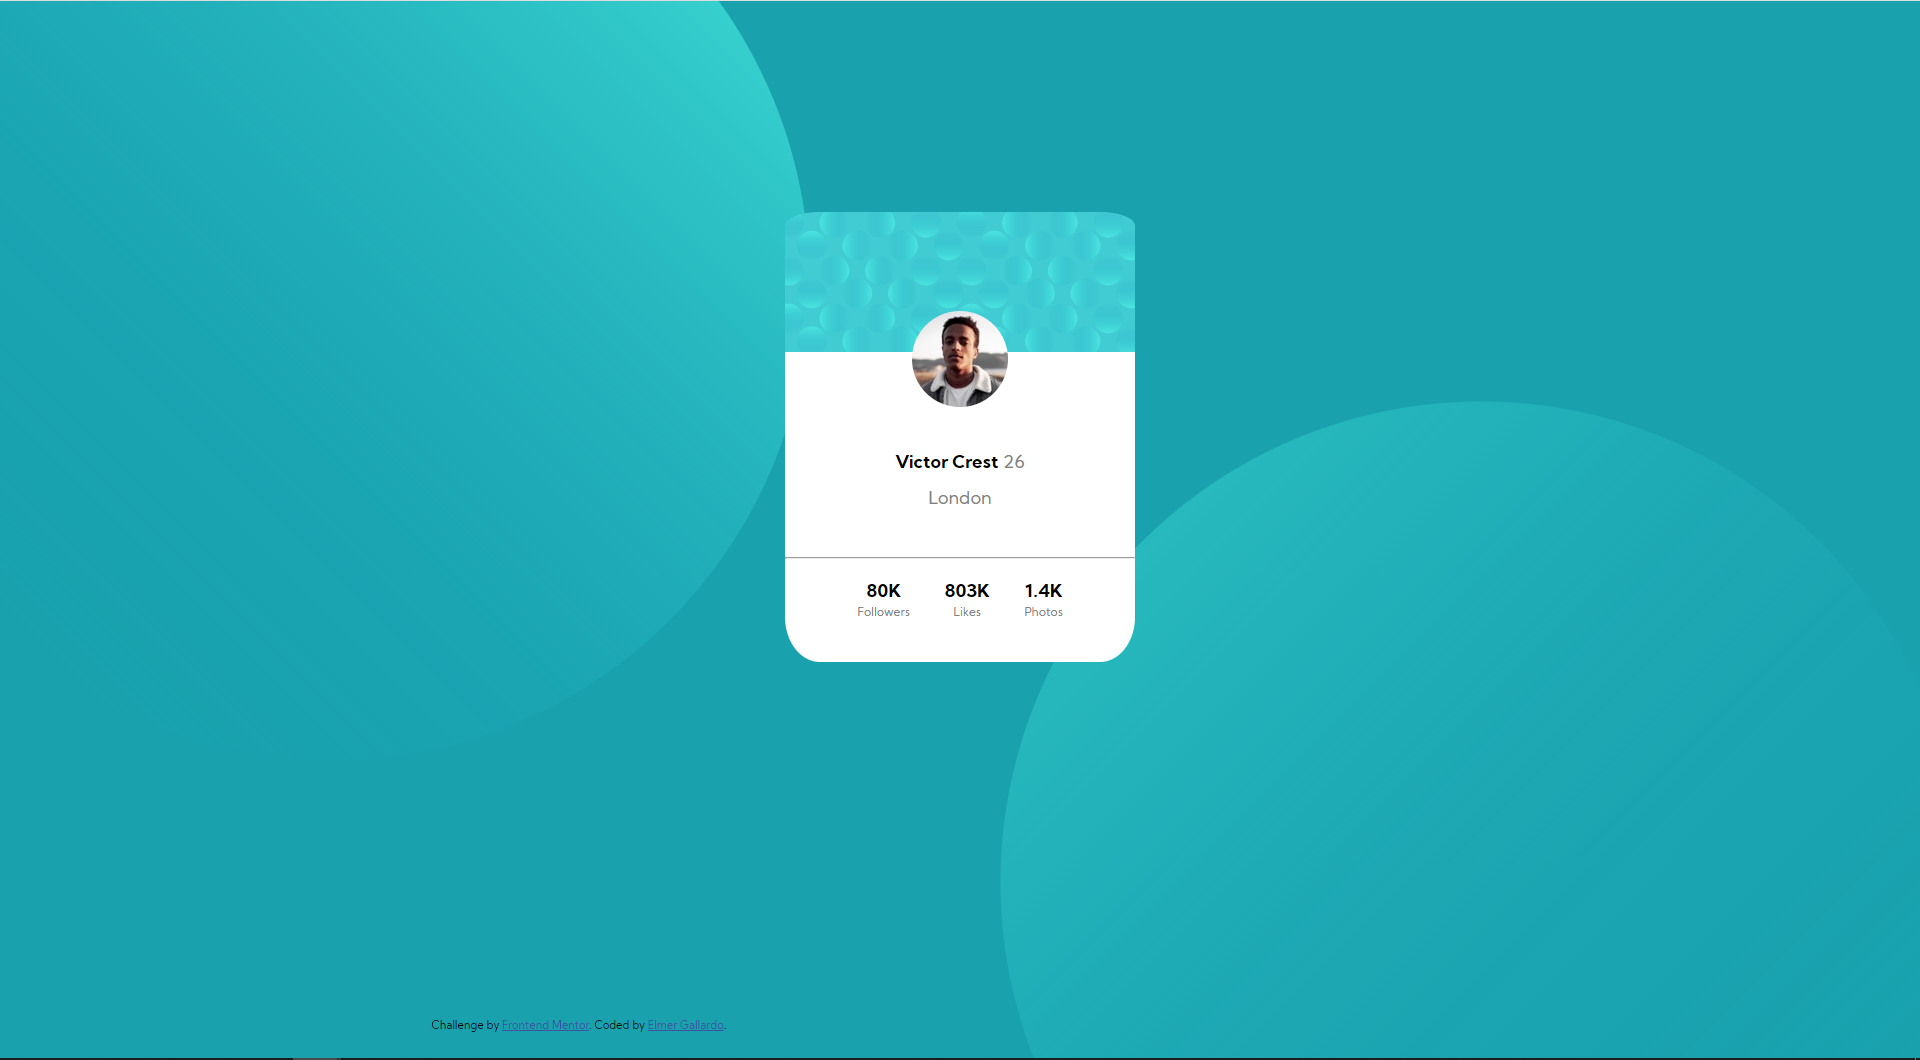 Victor Crest 26
London
80K 803K 1.4K
Followers Likes Photos
Challenge by Frontend Mentor. Coded by Elmer Gallardo.